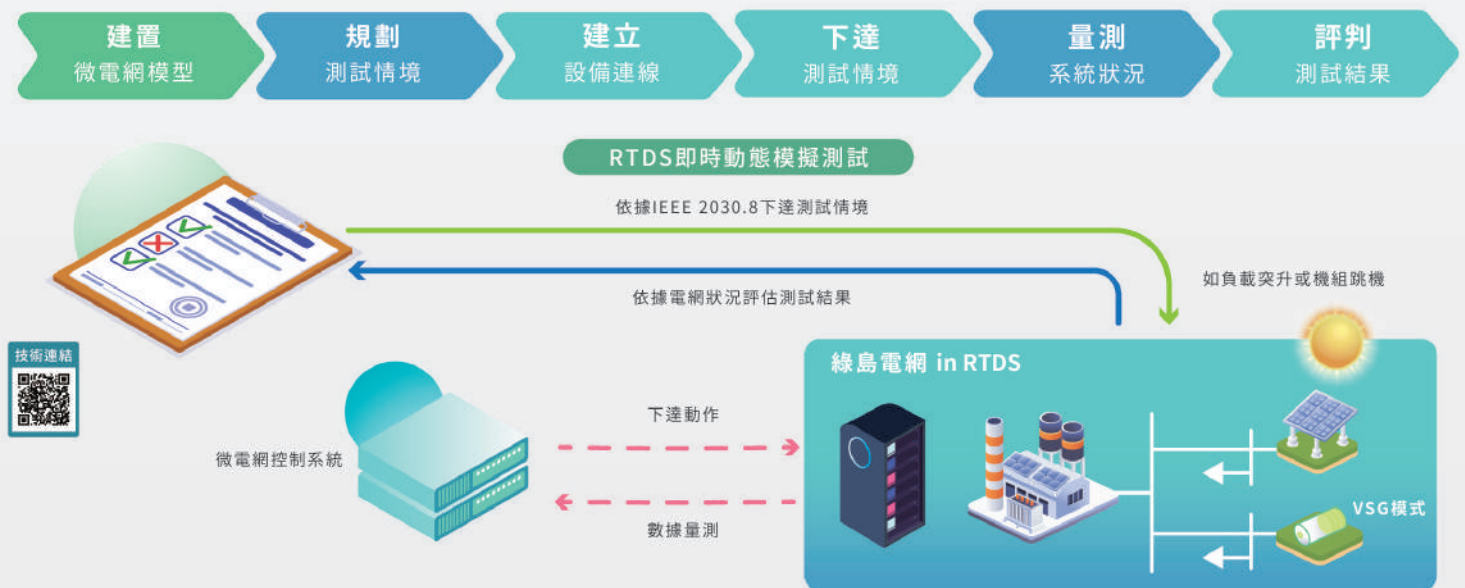 建置
微電網模型
規劃
測試情境
建立
設備連線
下達
測試情境
量測
系統狀況
評判
測試結果
RTDS即時動態模擬測試
依據IEEE 2030.8下達測試情境
依據電網狀況評估測試結果
如負載突升或機組跳機
技術連結
綠島電網 in RTDS
下達動作
微電網控制系統
數據量測
VSG模式